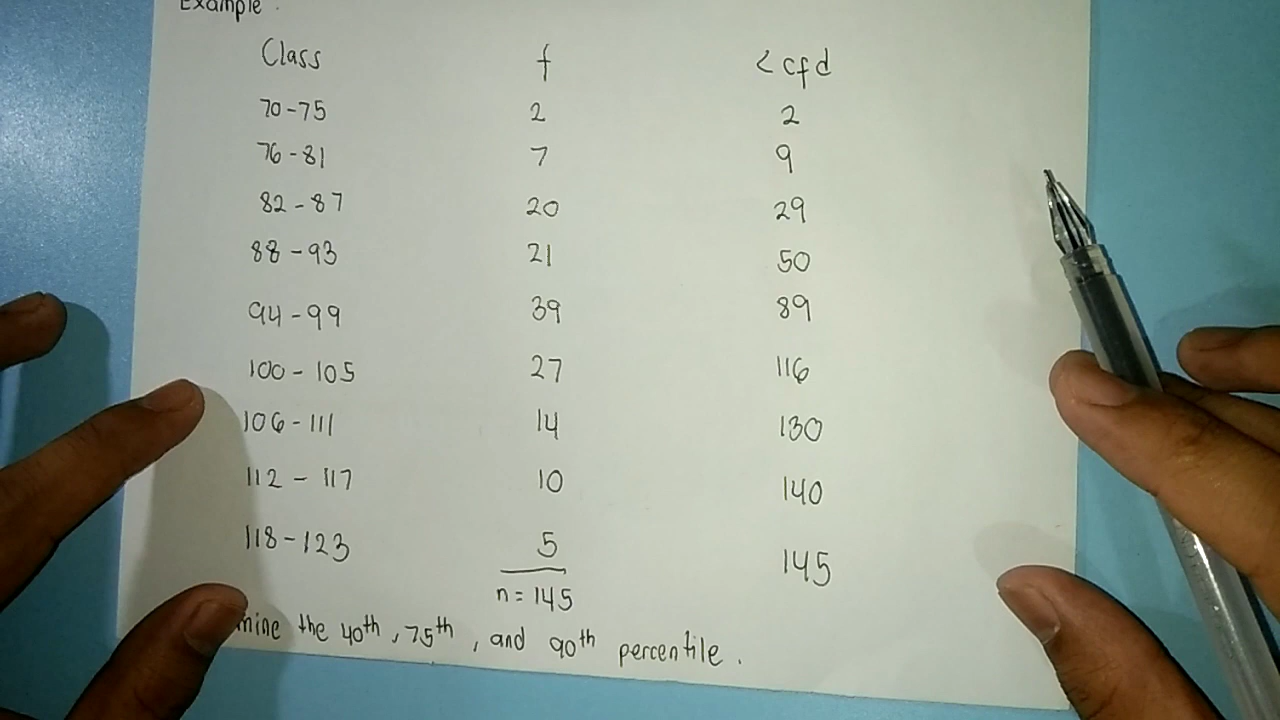 Example
Class f < cfd
70-75 2 2
76-81 7 9
82-87 20 29
88-93 21 50
94-99 39 89
100-105 27 116
106-111 14 130
112-117 10 140
118-123 5 145
n = 145
mine the 40th, 75th, and 90th percentile.